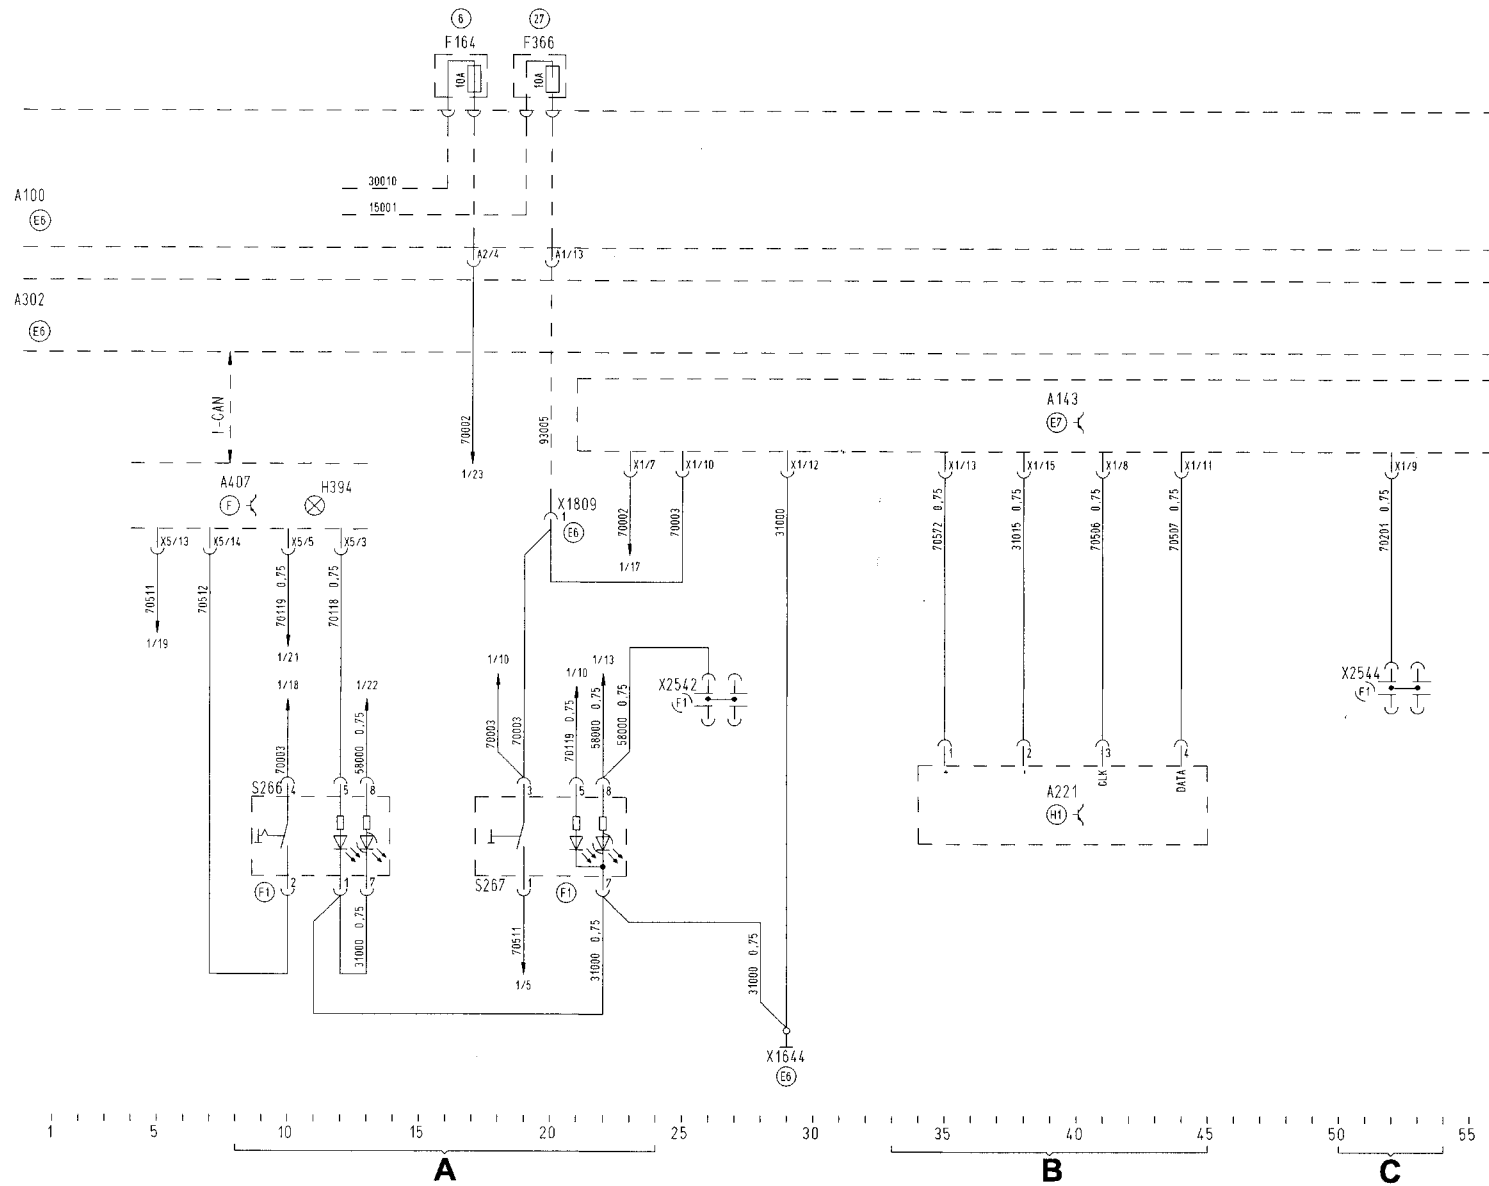 6 27
F164 F366
10A 10A
30010
15001
A100
E6
A2/4 A1/13
A302
E6
I-CAN
70002
1/23
93005
A143
E7
A407 H394
F
X5/13 X5/14 X5/5 X5/3
X1809
1
E6
X1/7 X1/10 X1/12 X1/13 X1/15 X1/8 X1/11 X1/9
70002
1/17
70003
31000
70572 0,75
31015 0,75
70506 0,75
70507 0,75
70201 0,75
70511
1/19
70512
70119 0,75
1/21
70118 0,75
1/18 1/22
70003
58000 0,75
1/10
70003
70003
1/10 1/13
70119 0,75
58000 0,75
58000 0,75
X2542
F1
X2544
F1
S266 4 5 8
3 5 8
1 2 3 4
+ - CLK DATA
A221
H1
F1 2 1 7
S267 1 F1 7
31000 0,75
70511
1/5
31000 0,75
31000 0,75
X1644
E6
1 5 10 15 20 25 30 35 40 45 50 55
A B C